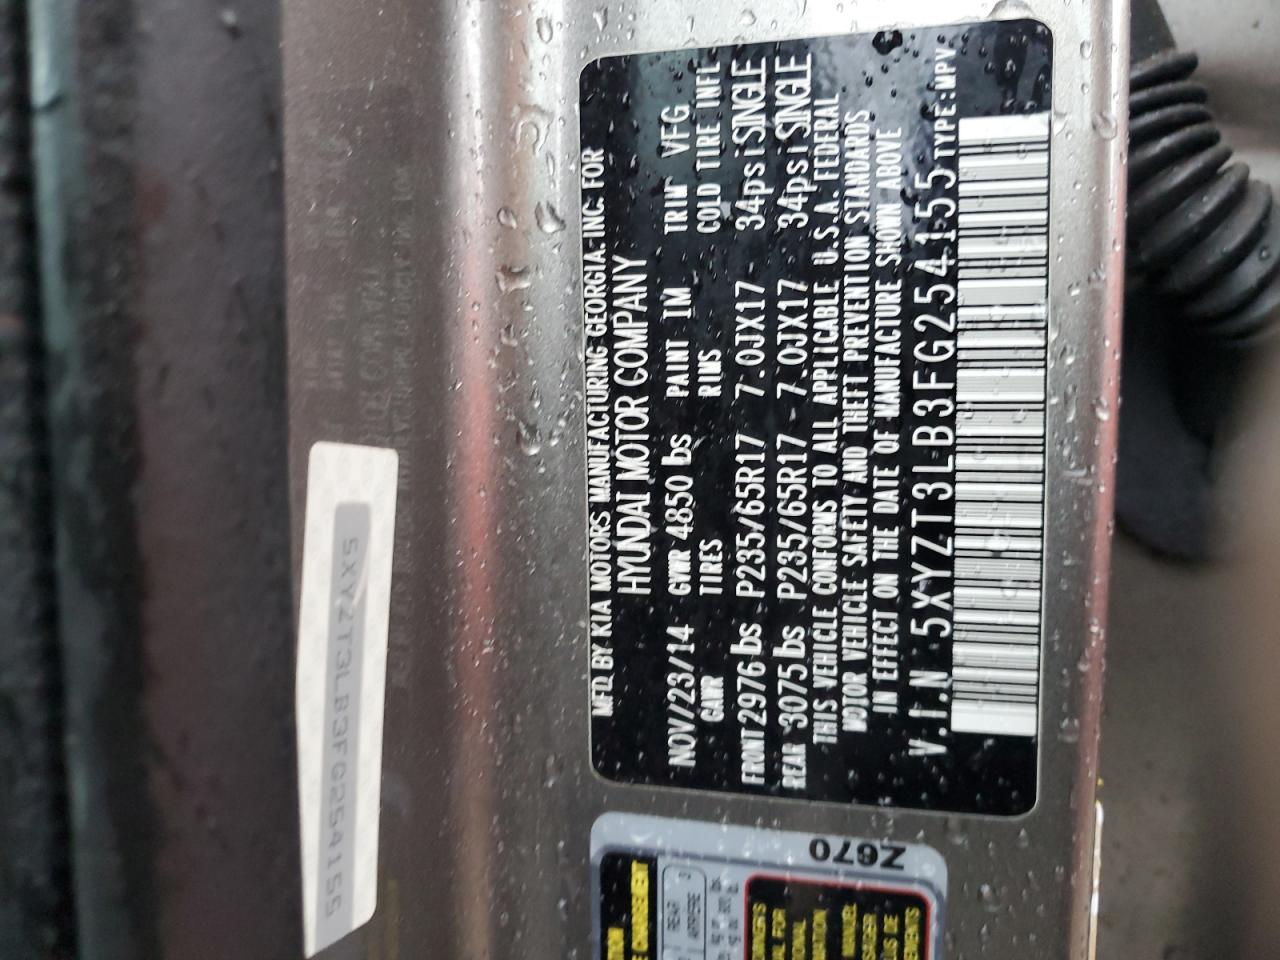 MFD. BY KIA MOTORS MANUFACTURING GEORGIA, INC. FOR
HYUNDAI MOTOR COMPANY
NOV/23/14 GVWR 4850 lbs PAINT IM TRIM VFG
GAWR TIRES RIMS COLD TIRE INFL
FRONT 2976 lbs P235/65R17 7.0JX17 34psi SINGLE
REAR 3075 lbs P235/65R17 7.0JX17 34psi SINGLE
THIS VEHICLE CONFORMS TO ALL APPLICABLE U.S.A. FEDERAL
MOTOR VEHICLE SAFETY AND THEFT PREVENTION STANDARDS
IN EFFECT ON THE DATE OF MANUFACTURE SHOWN ABOVE
V.I.N 5XYZT3LB3FG254155 TYPE:MPV
5XYZT3LB3FG254155
Z670
REAR
ARRIERE